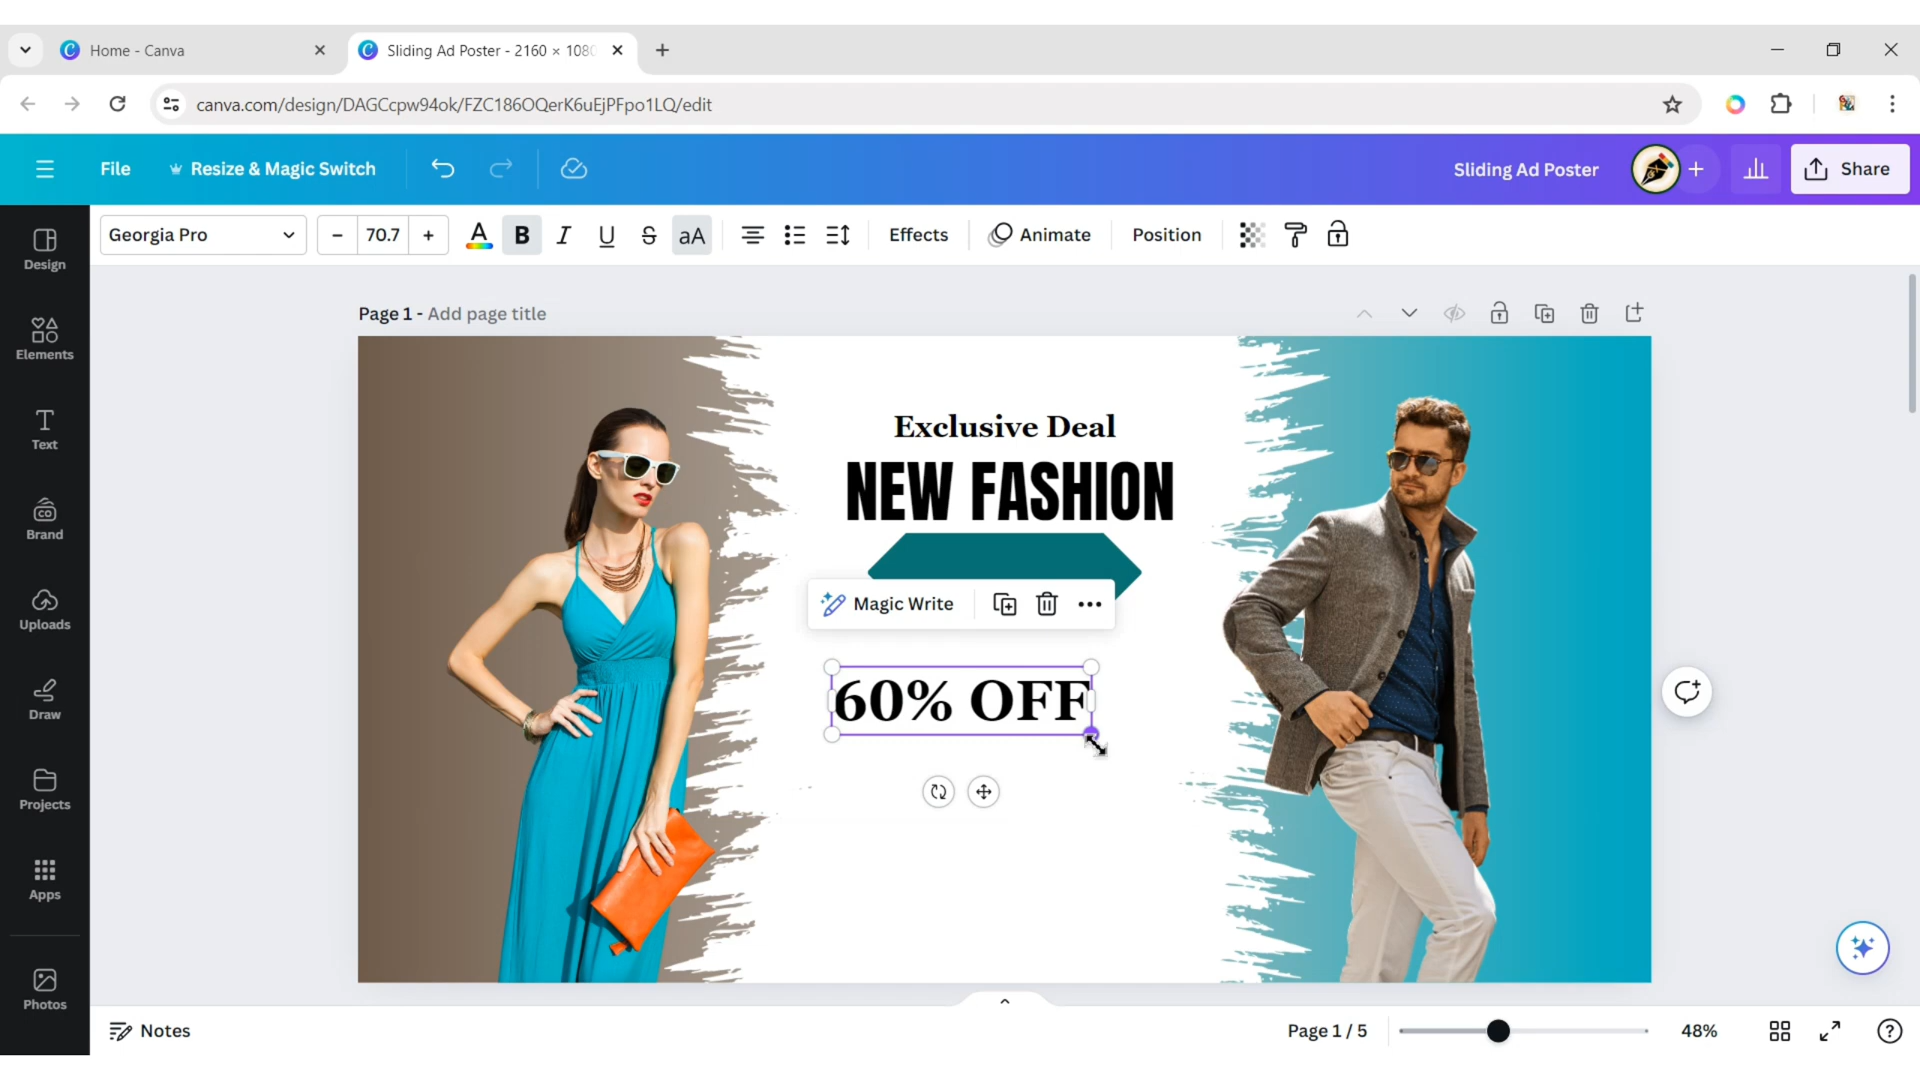 Home - Canva
Sliding Ad Poster - 2160 × 1080
canva.com/design/DAGCcpw94ok/FZC186OQerK6uEjPFpo1LQ/edit
File
Resize & Magic Switch
Sliding Ad Poster
Share
Georgia Pro
- 70.7 +
A B I U S aA
Effects
Animate
Position
Design
Elements
Text
Brand
Uploads
Draw
Projects
Apps
Photos
Page 1 - Add page title
Exclusive Deal
NEW FASHION
Magic Write
60% OFF
Notes
Page 1 / 5
48%